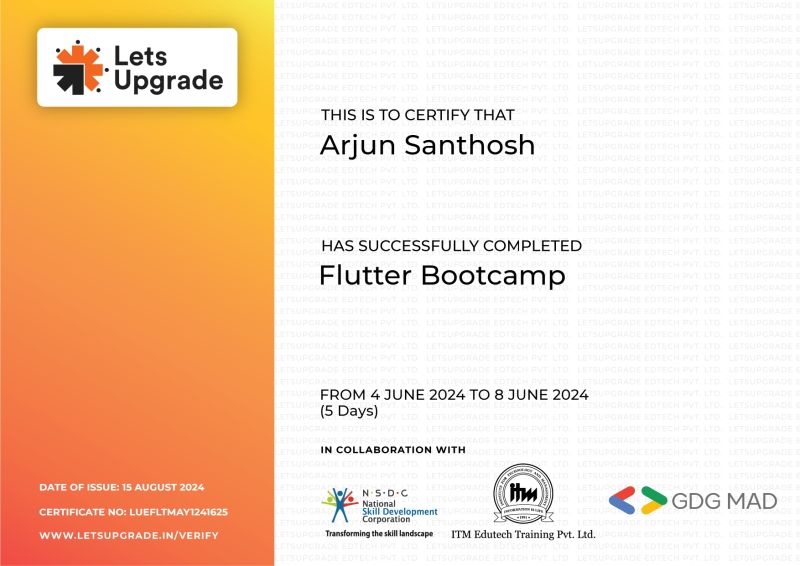 Lets
Upgrade
THIS IS TO CERTIFY THAT
Arjun Santhosh
HAS SUCCESSFULLY COMPLETED
Flutter Bootcamp
FROM 4 JUNE 2024 TO 8 JUNE 2024
(5 Days)
IN COLLABORATION WITH
DATE OF ISSUE: 15 AUGUST 2024
CERTIFICATE NO: LUEFLTMAY1241625
WWW.LETSUPGRADE.IN/VERIFY
N·S·D·C
National
Skill Development
Corporation
Transforming the skill landscape
itm
ITM Edutech Training Pvt. Ltd.
GDG MAD